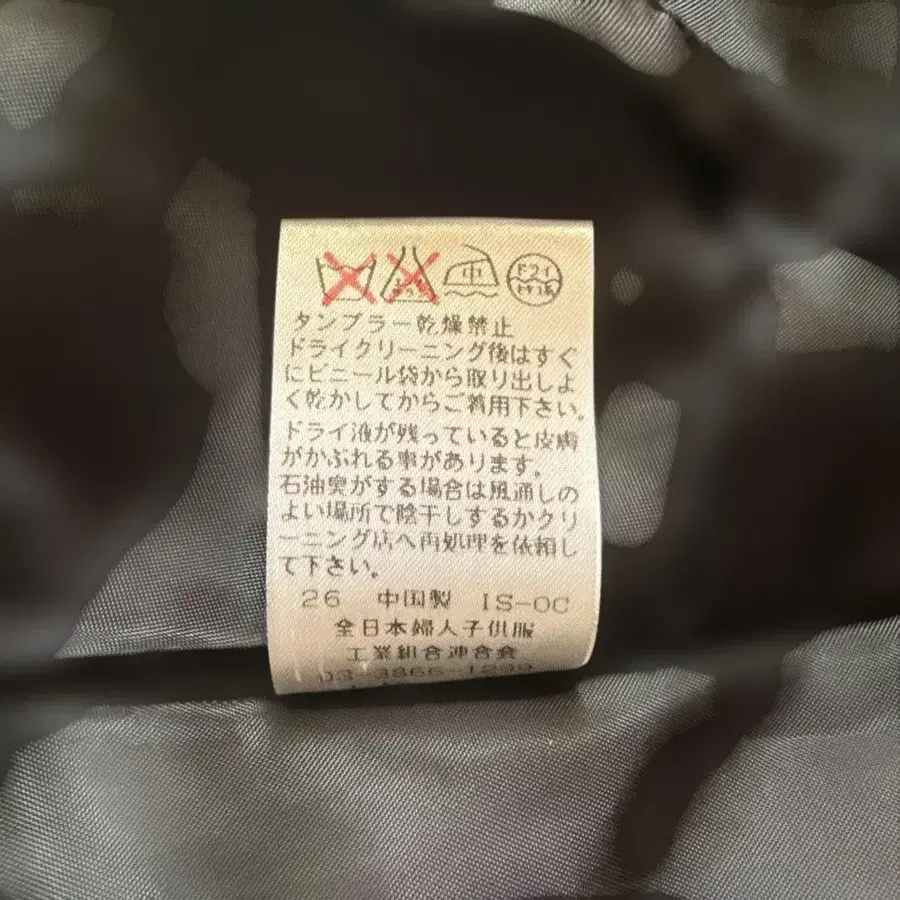 中 ドライ
タンブラー乾燥禁止
ドライクリーニング後はすぐ
にビニール袋から取り出しよ
く乾かしてからご着用下さい。
ドライ液が残っていると皮膚
がかぶれる事があります。
石油臭がする場合は風通しの
よい場所で陰干しするかクリ
ーニング店へ再処理を依頼し
て下さい。
26 中国製 IS-OC
全日本婦人子供服
工業組合連合会
03-3866-1299